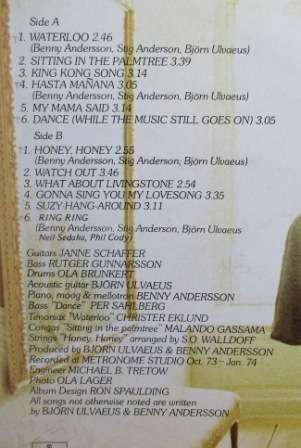 Side A
1. WATERLOO 2.46
(Benny Andersson, Stig Anderson, Björn Ulvaeus)
2. SITTING IN THE PALMTREE 3.39
3. KING KONG SONG 3.14
4. HASTA MAÑANA 3.05
(Benny Andersson, Stig Anderson, Björn Ulvaeus)
5. MY MAMA SAID 3.14
6. DANCE (WHILE THE MUSIC STILL GOES ON) 3.05
Side B
1. HONEY, HONEY 2.55
(Benny Andersson, Stig Anderson, Björn Ulvaeus)
2. WATCH OUT 3.46
3. WHAT ABOUT LIVINGSTONE 2.54
4. GONNA SING YOU MY LOVESONG 3.35
5. SUZY-HANG-AROUND 3.11
6. RING RING
(Benny Andersson, Stig Anderson, Björn Ulvaeus
Neil Sedaka, Phil Cody)
Guitars JANNE SCHAFFER
Bass RUTGER GUNNARSSON
Drums OLA BRUNKERT
Acoustic guitar BJÖRN ULVAEUS
Piano, moog & mellotron BENNY ANDERSSON
Bass "Dance" PER SAHLBERG
Tenorsax "Waterloo" CHRISTER EKLUND
Congas "Sitting in the palmtree" MALANDO GASSAMA
Strings "Honey, Honey" arranged by S.O. WALLDOFF
Produced by BJÖRN ULVAEUS & BENNY ANDERSSON
Recorded at METRONOME STUDIO Oct. 73–Jan. 74
Engineer MICHAEL B. TRETOW
Photo OLA LAGER
Album Design RON SPAULDING
All songs not otherwise noted are written
by BJÖRN ULVAEUS & BENNY ANDERSSON